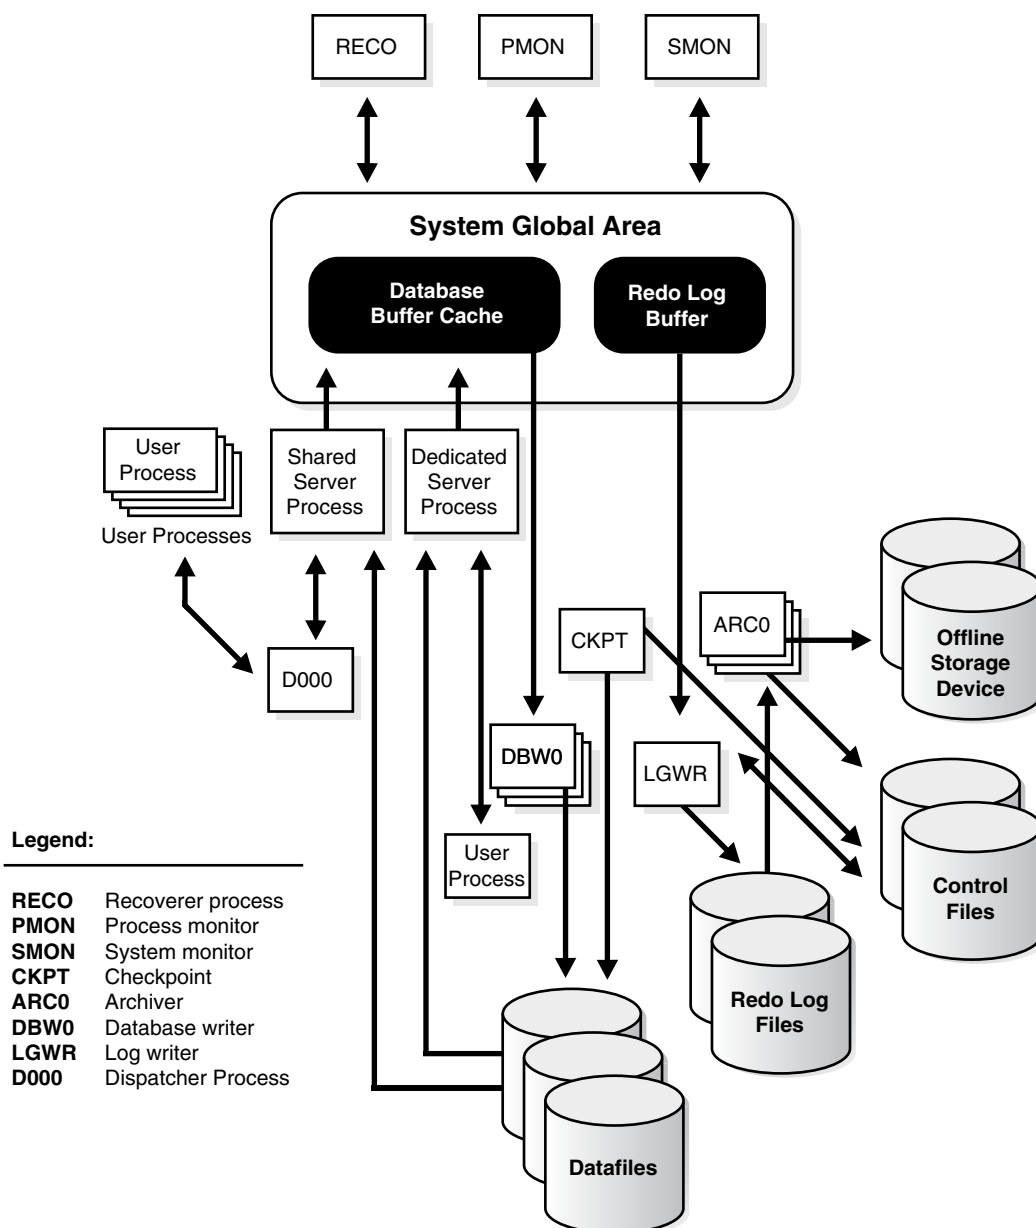 RECO
PMON
SMON
System Global Area
Database
Buffer Cache
Redo Log
Buffer
User
Process
User Processes
Shared
Server
Process
Dedicated
Server
Process
D000
CKPT
ARC0
Offline
Storage
Device
DBW0
LGWR
User
Process
Control
Files
Redo Log
Files
Datafiles
Legend:
RECO Recoverer process
PMON Process monitor
SMON System monitor
CKPT Checkpoint
ARC0 Archiver
DBW0 Database writer
LGWR Log writer
D000 Dispatcher Process